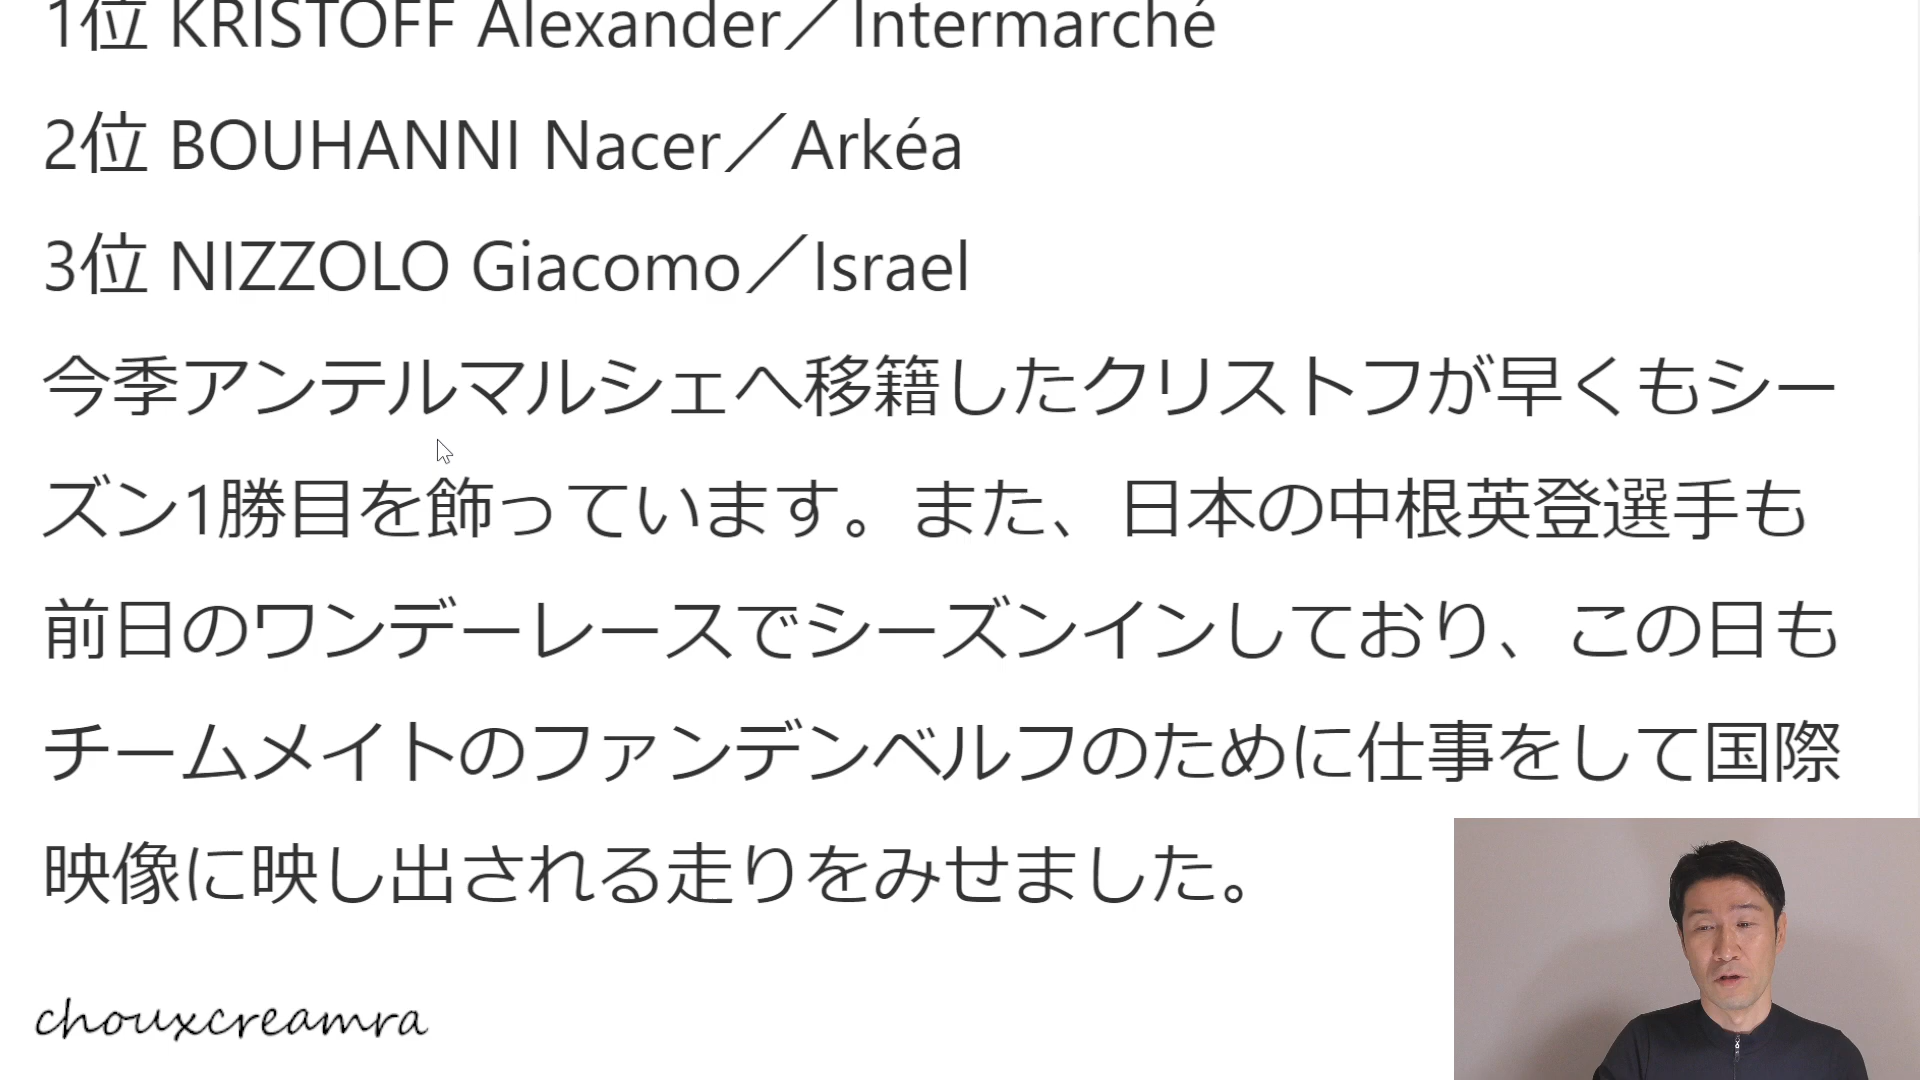 1位 KRISTOFF Alexander／Intermarché
2位 BOUHANNI Nacer／Arkéa
3位 NIZZOLO Giacomo／Israel
今季アンテルマルシェへ移籍したクリストフが早くもシー
ズン1勝目を飾っています。また、日本の中根英登選手も
前日のワンデーレースでシーズンインしており、この日も
チームメイトのファンデンベルフのために仕事をして国際
映像に映し出される走りをみせました。
chouxcreamra